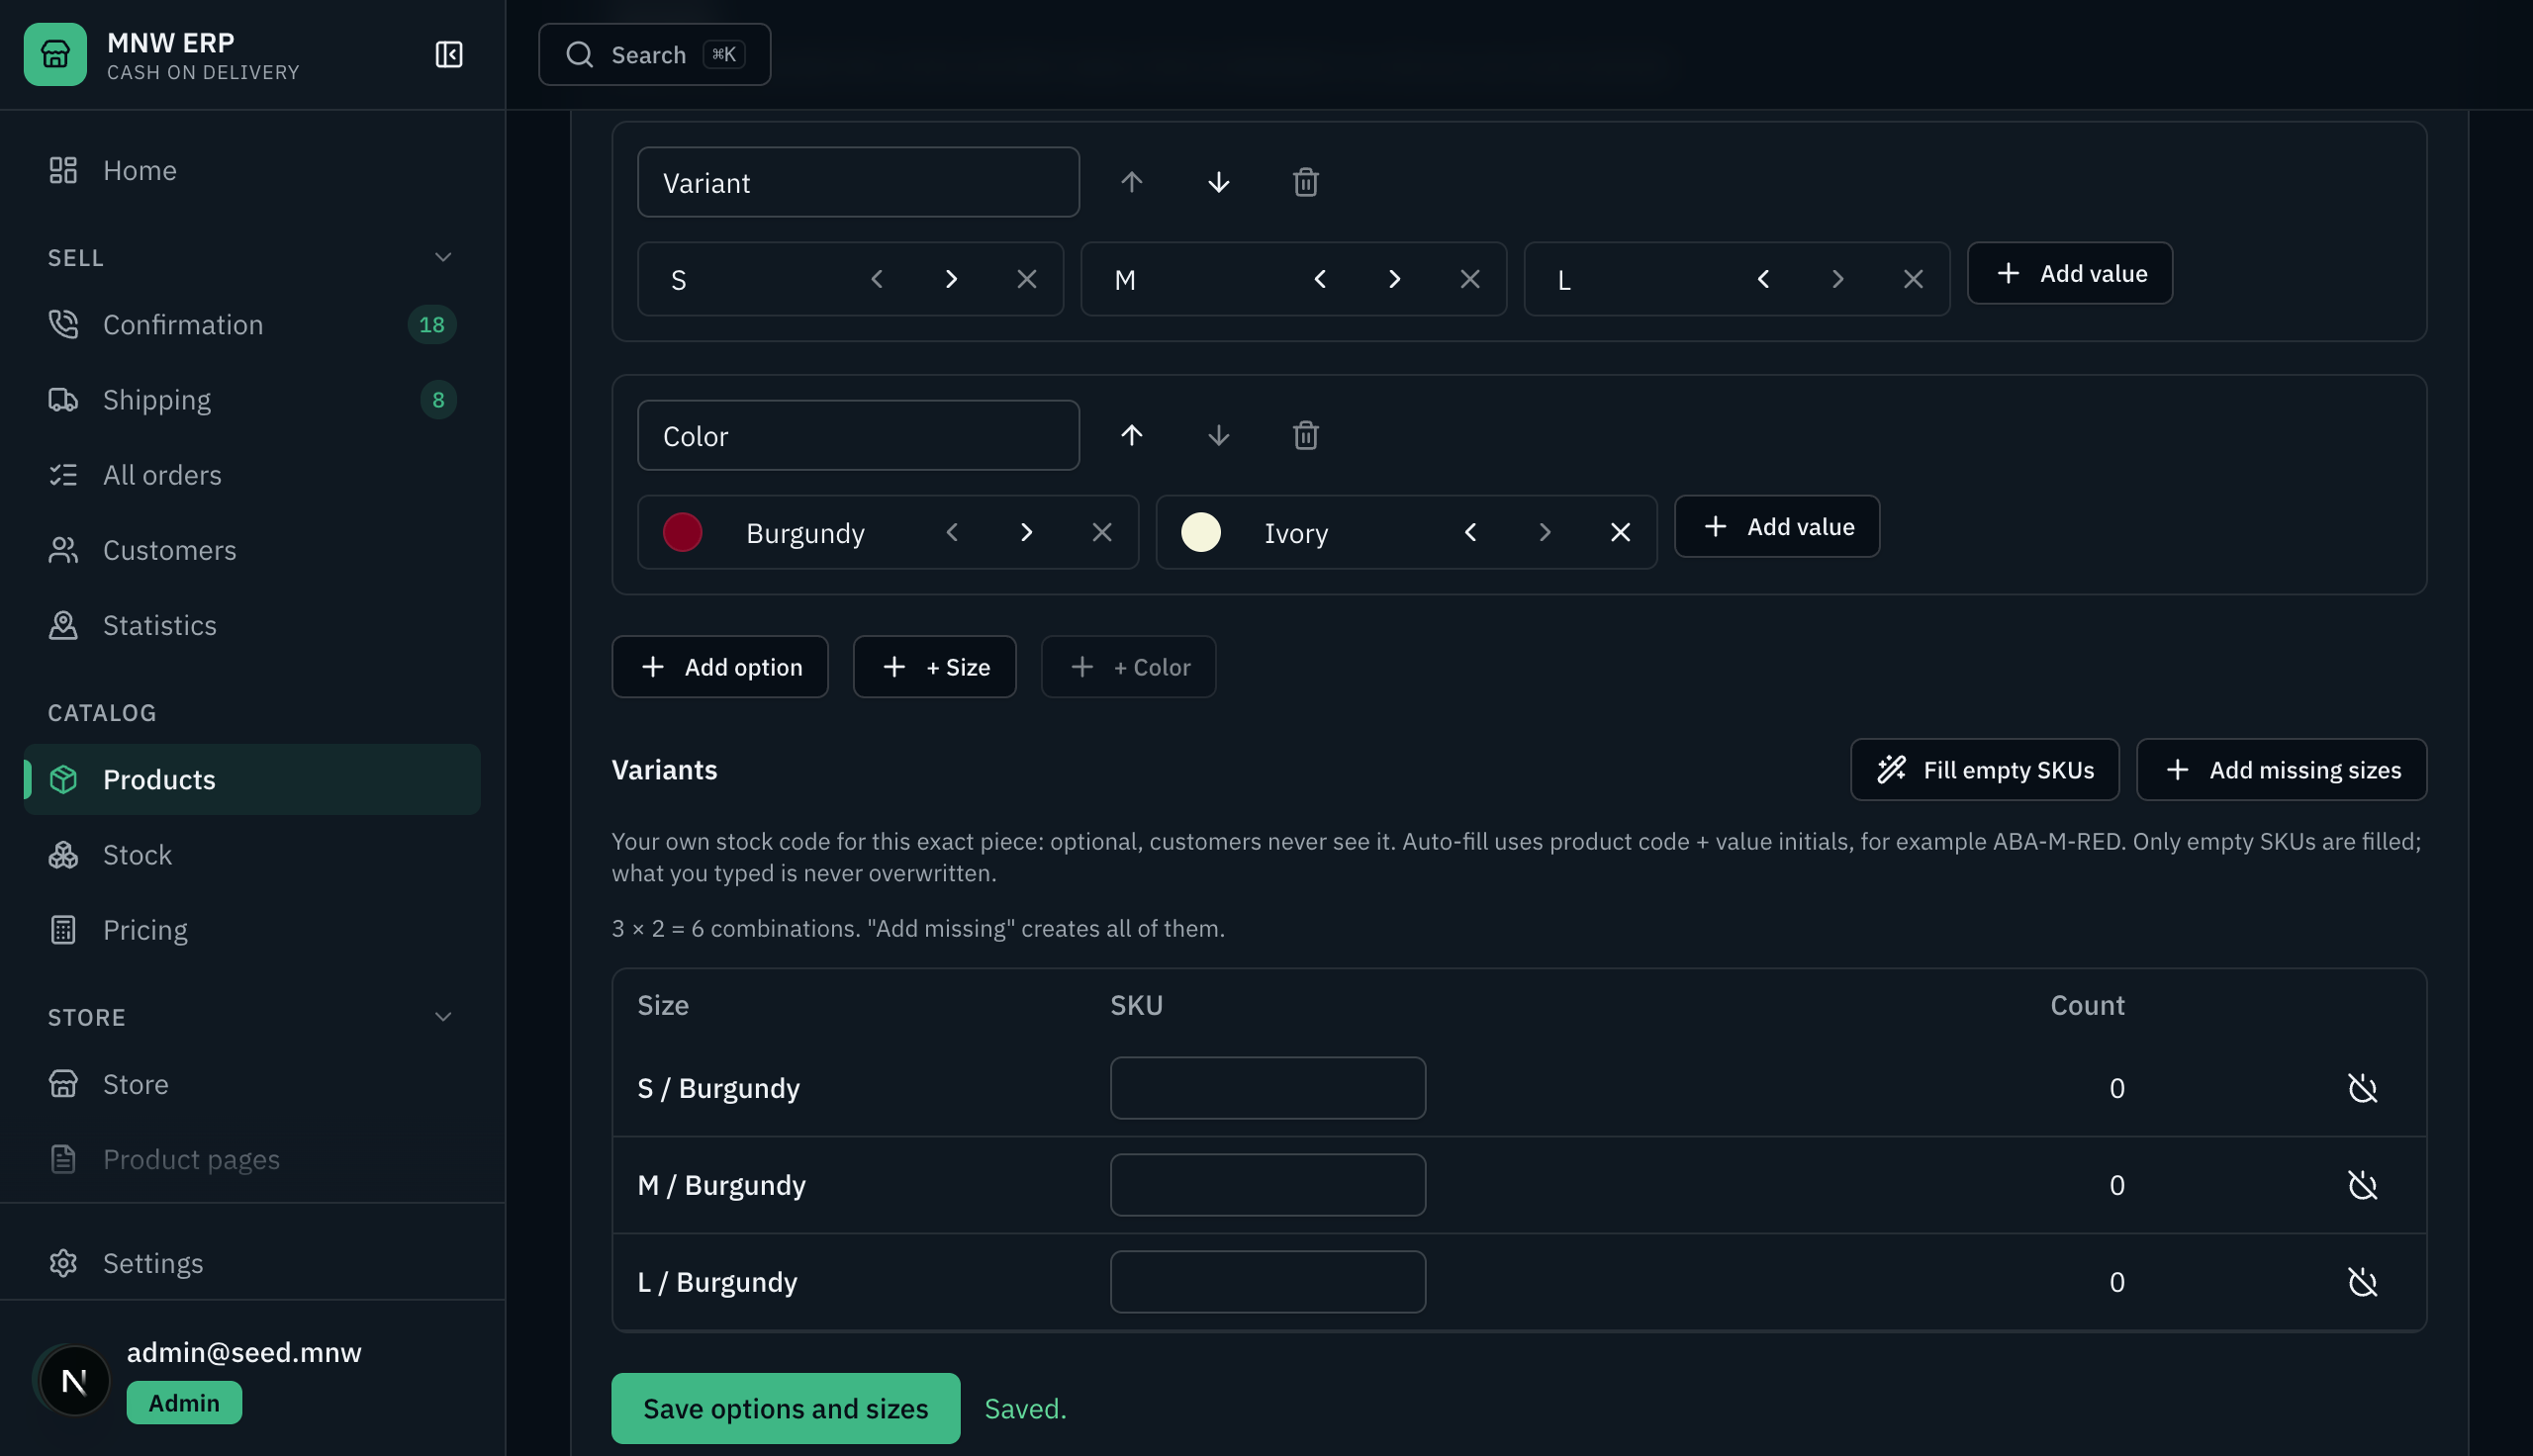 MNW ERP
CASH ON DELIVERY
Search ⌘K
Home
SELL
Confirmation 18
Shipping 8
All orders
Customers
Statistics
CATALOG
Products
Stock
Pricing
STORE
Store
Product pages
Settings
N
admin@seed.mnw
Admin
Variant
S
M
L
Add value
Color
Burgundy
Ivory
Add value
Add option
+ Size
+ Color
Variants
Fill empty SKUs
Add missing sizes
Your own stock code for this exact piece: optional, customers never see it. Auto-fill uses product code + value initials, for example ABA-M-RED. Only empty SKUs are filled;
what you typed is never overwritten.
3 × 2 = 6 combinations. "Add missing" creates all of them.
Size SKU Count
S / Burgundy 0
M / Burgundy 0
L / Burgundy 0
Save options and sizes
Saved.